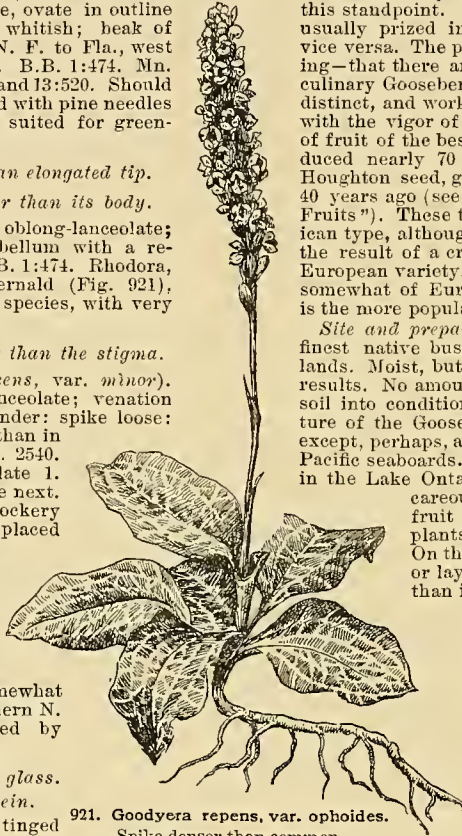 e, ovate in outline
whitish; beak of
N. F. to Fla., west
. B.B. 1:474. Mn.
and 13:520. Should
d with pine needles
suited for green-
an elongated tip.
r than its body.
oblong-lanceolate;
bellum with a re-
B. 1:474. Rhodora,
ernald (Fig. 921),
species, with very
than the stigma.
ens, var. minor).
nceolate; venation
nder: spike loose:
than in
. 2540.
late 1.
e next.
ockery
placed
newhat
ern N.
ed by
glass.
ein.
tinged
921. Goodyera repens, var. ophoides.
Spike denser than common.
this standpoint.
usually prized in
vice versa. The p
ing—that there ar
culinary Gooseber
distinct, and work
with the vigor of
of fruit of the bes
duced nearly 70
Houghton seed, g
40 years ago (see
Fruits"). These t
ican type, althoug
the result of a cr
European variety.
somewhat of Eur
is the more popula
Site and prepa
finest native bus
lands. Moist, but
results. No amou
soil into condition
ture of the Goose
except, perhaps, a
Pacific seaboards.
in the Lake Onta
careou
fruit
plants
On th
or lay
than i